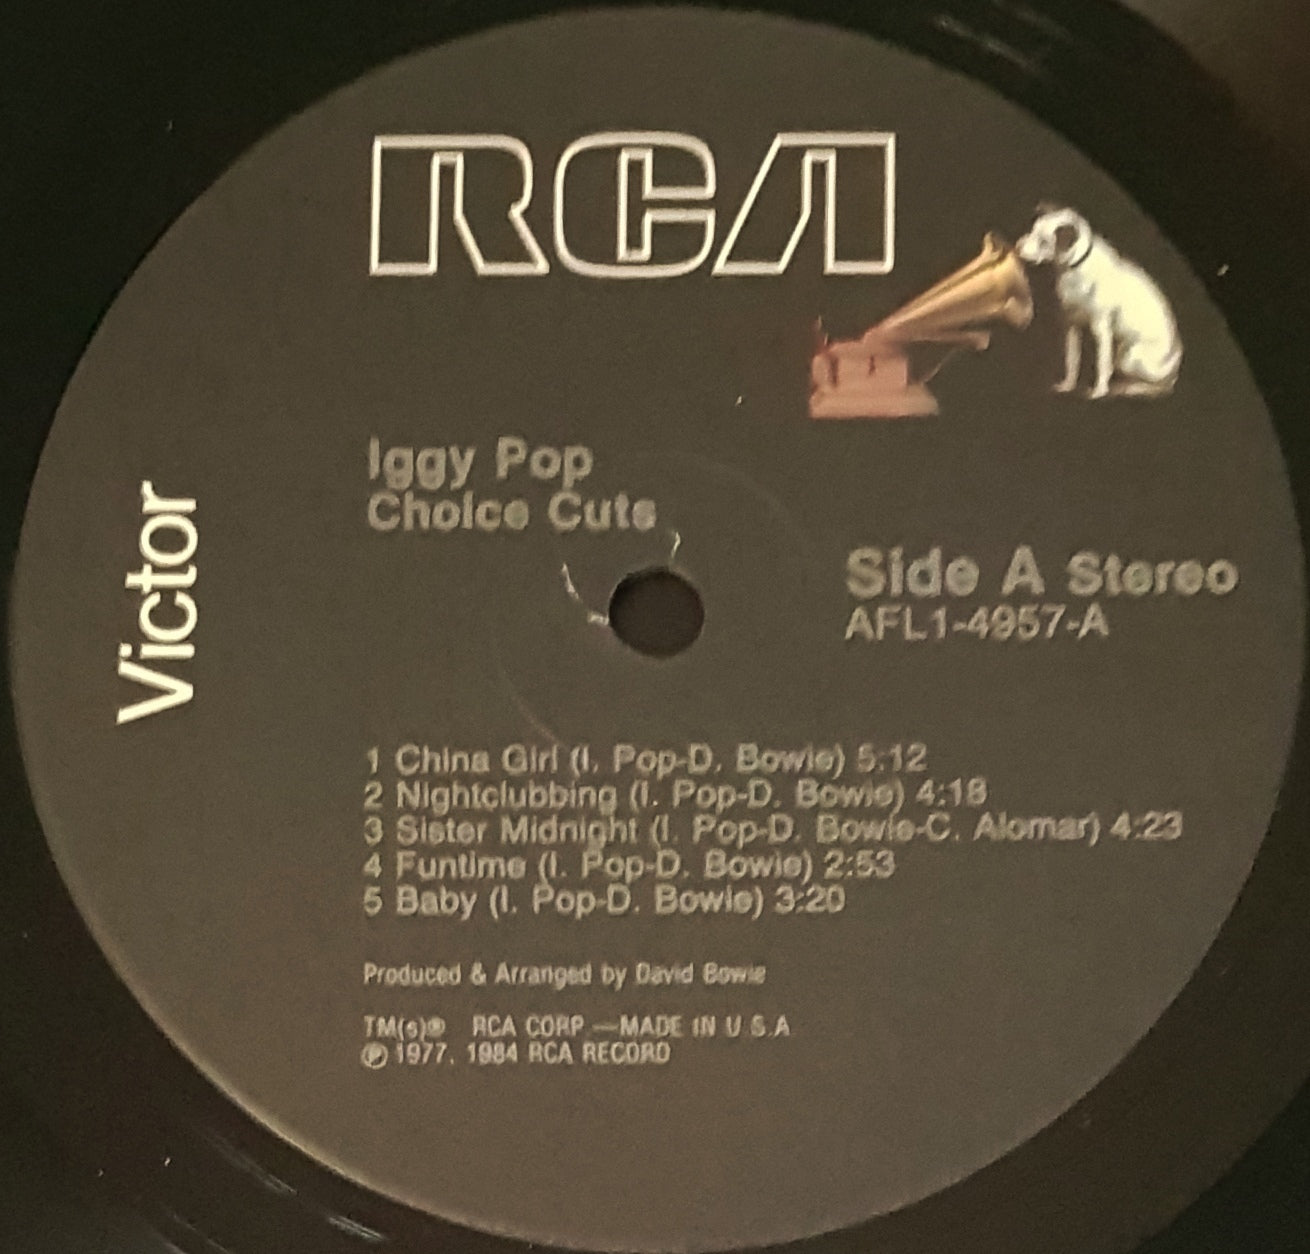 RCA
Victor
Iggy Pop
Choice Cuts
Side A Stereo
AFL1-4957-A
1 China Girl (I. Pop-D. Bowie) 5:12
2 Nightclubbing (I. Pop-D. Bowie) 4:18
3 Sister Midnight (I. Pop-D. Bowie-C. Alomar) 4:23
4 Funtime (I. Pop-D. Bowie) 2:53
5 Baby (I. Pop-D. Bowie) 3:20
Produced & Arranged by David Bowie
TM(s)® RCA CORP.—MADE IN U.S.A
℗ 1977, 1984 RCA RECORD